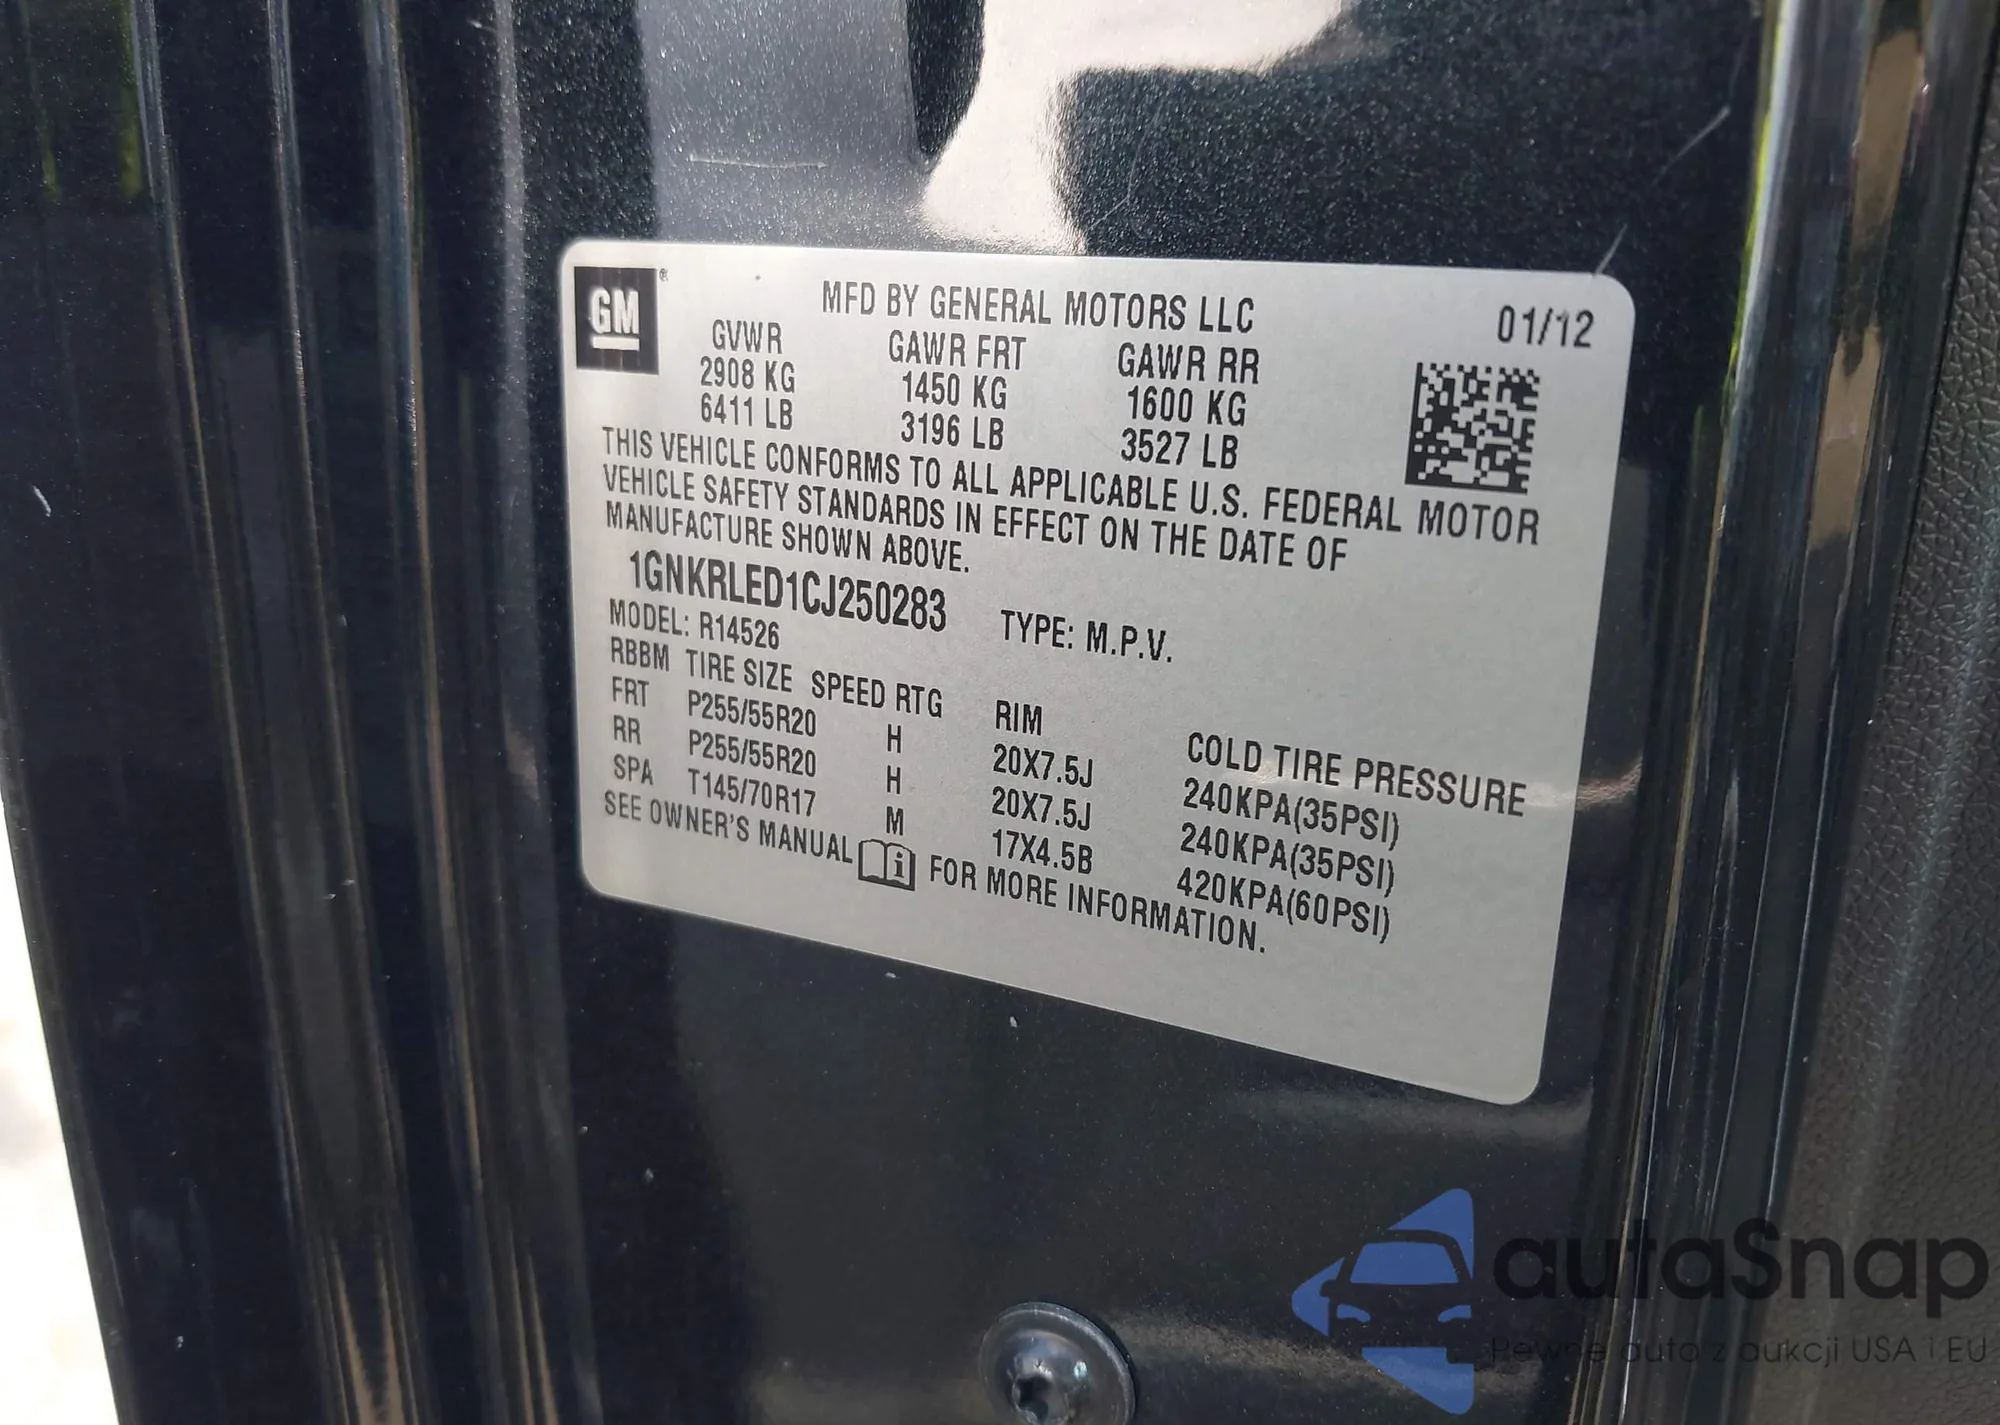 GM ®
MFD BY GENERAL MOTORS LLC 01/12
GVWR GAWR FRT GAWR RR
2908 KG 1450 KG 1600 KG
6411 LB 3196 LB 3527 LB
THIS VEHICLE CONFORMS TO ALL APPLICABLE U.S. FEDERAL MOTOR
VEHICLE SAFETY STANDARDS IN EFFECT ON THE DATE OF
MANUFACTURE SHOWN ABOVE.
1GNKRLED1CJ250283 TYPE: M.P.V.
MODEL: R14526
RBBM TIRE SIZE SPEED RTG RIM COLD TIRE PRESSURE
FRT P255/55R20 H 20X7.5J 240KPA(35PSI)
RR P255/55R20 H 20X7.5J 240KPA(35PSI)
SPA T145/70R17 M 17X4.5B 420KPA(60PSI)
SEE OWNER'S MANUAL i FOR MORE INFORMATION.
autaSnap
Pewne auto z aukcji USA i EU